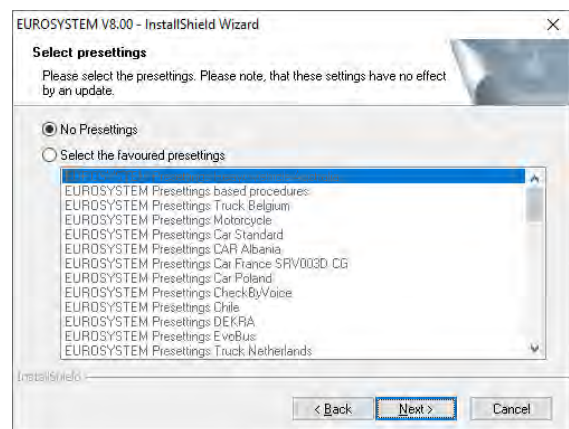 EUROSYSTEM V8.00 - InstallShield Wizard
Select presettings
Please select the presettings. Please note, that these settings have no effect
by an update.
No Presettings
Select the favoured presettings
EUROSYSTEM Presettings based procedures
EUROSYSTEM Presettings Truck Belgium
EUROSYSTEM Presettings Motorcycle
EUROSYSTEM Presettings Car Standard
EUROSYSTEM Presettings CAR Albania
EUROSYSTEM Presettings Car France SRV003D CG
EUROSYSTEM Presettings Car Poland
EUROSYSTEM Presettings CheckByVoice
EUROSYSTEM Presettings Chile
EUROSYSTEM Presettings DEKRA
EUROSYSTEM Presettings EvoBus
EUROSYSTEM Presettings Truck Netherlands
InstallShield
< Back Next > Cancel